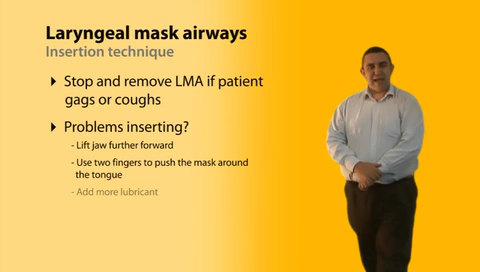 Laryngeal mask airways
Insertion technique
Stop and remove LMA if patient
gags or coughs
Problems inserting?
- Lift jaw further forward
- Use two fingers to push the mask around
the tongue
- Add more lubricant